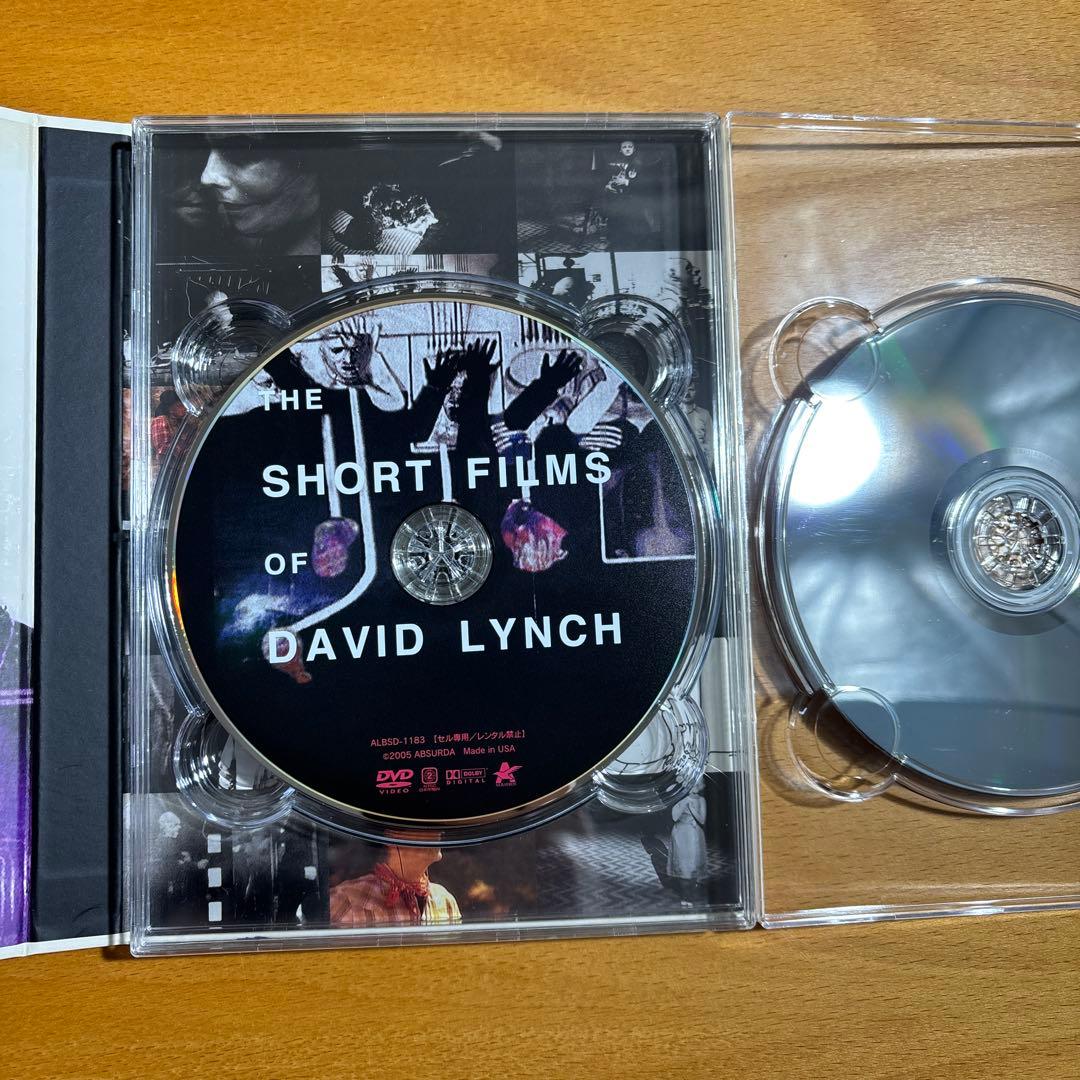 THE
SHORT FILMS
OF
DAVID LYNCH
ALBSD-1183 【セル専用/レンタル禁止】
©2005 ABSURDA Made in USA
DVD VIDEO 2 DOLBY DIGITAL